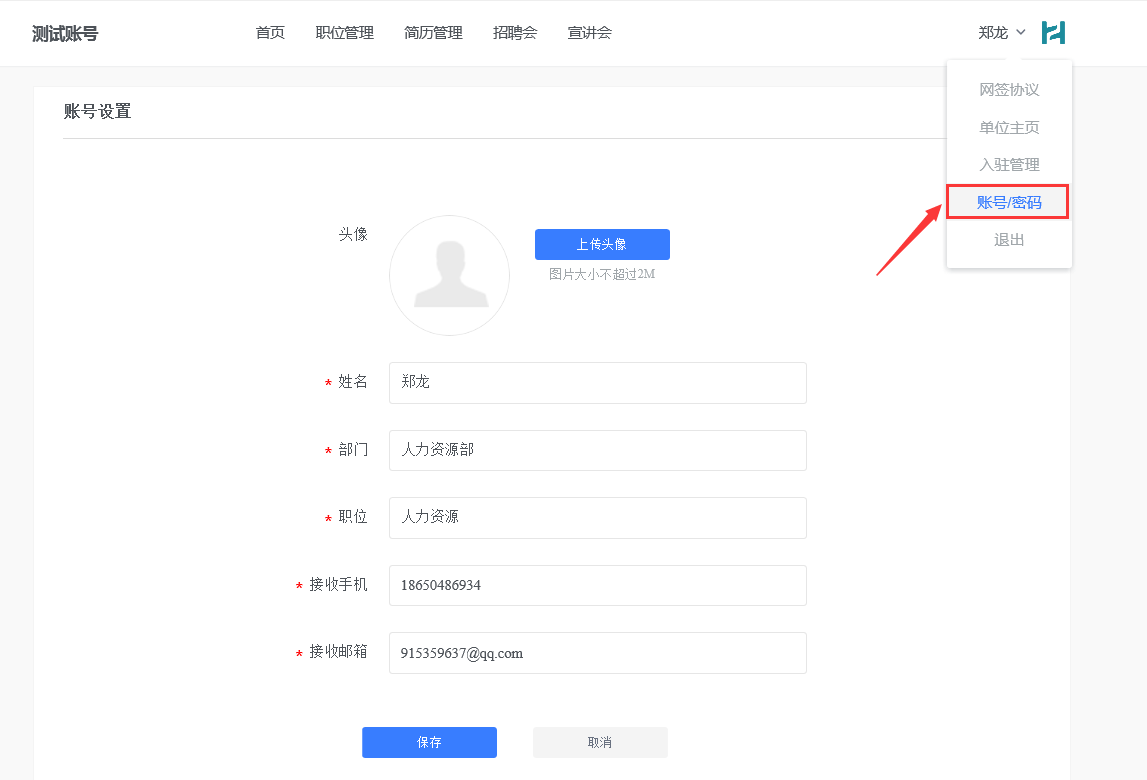 测试账号
首页 职位管理 简历管理 招聘会 宣讲会
郑龙
网签协议
单位主页
入驻管理
账号/密码
退出
账号设置
头像
上传头像
图片大小不超过2M
* 姓名 郑龙
* 部门 人力资源部
* 职位 人力资源
* 接收手机 18650486934
* 接收邮箱 915359637@qq.com
保存 取消